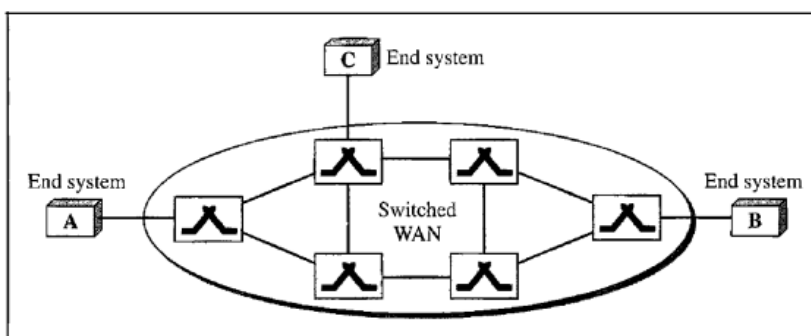 C End system
End system
A
Switched
WAN
End system
B